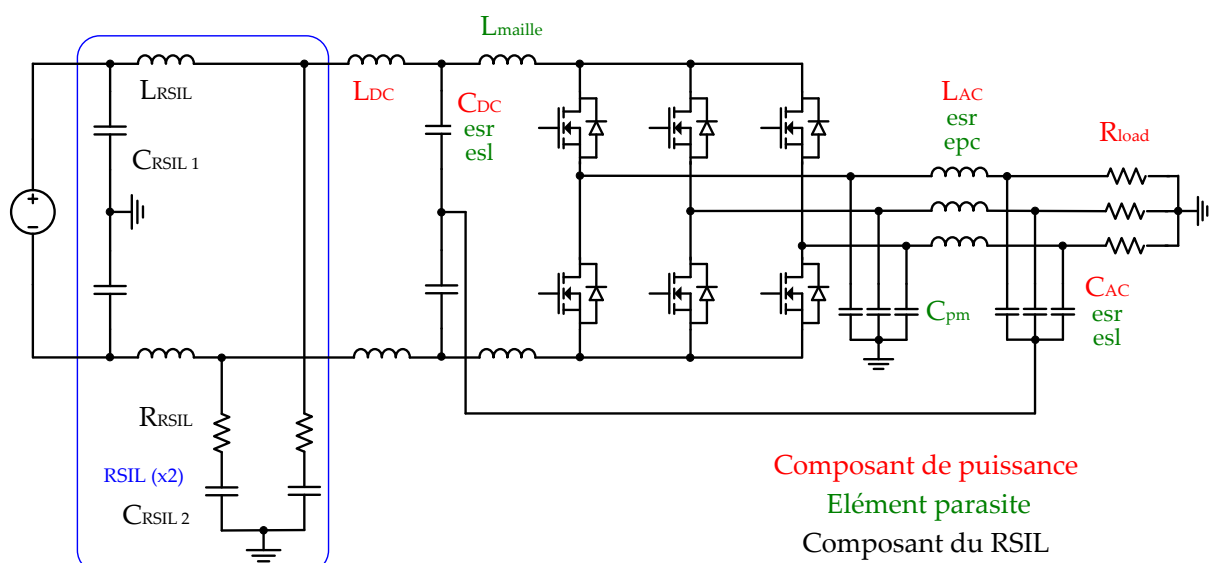 Lmaille
LRSIL
LDC
CDC
esr
esl
CRSIL 1
LAC
esr
epc
Rload
+
−
Cpm
CAC
esr
esl
RRSIL
RSIL (x2)
CRSIL 2
Composant de puissance
Elément parasite
Composant du RSIL